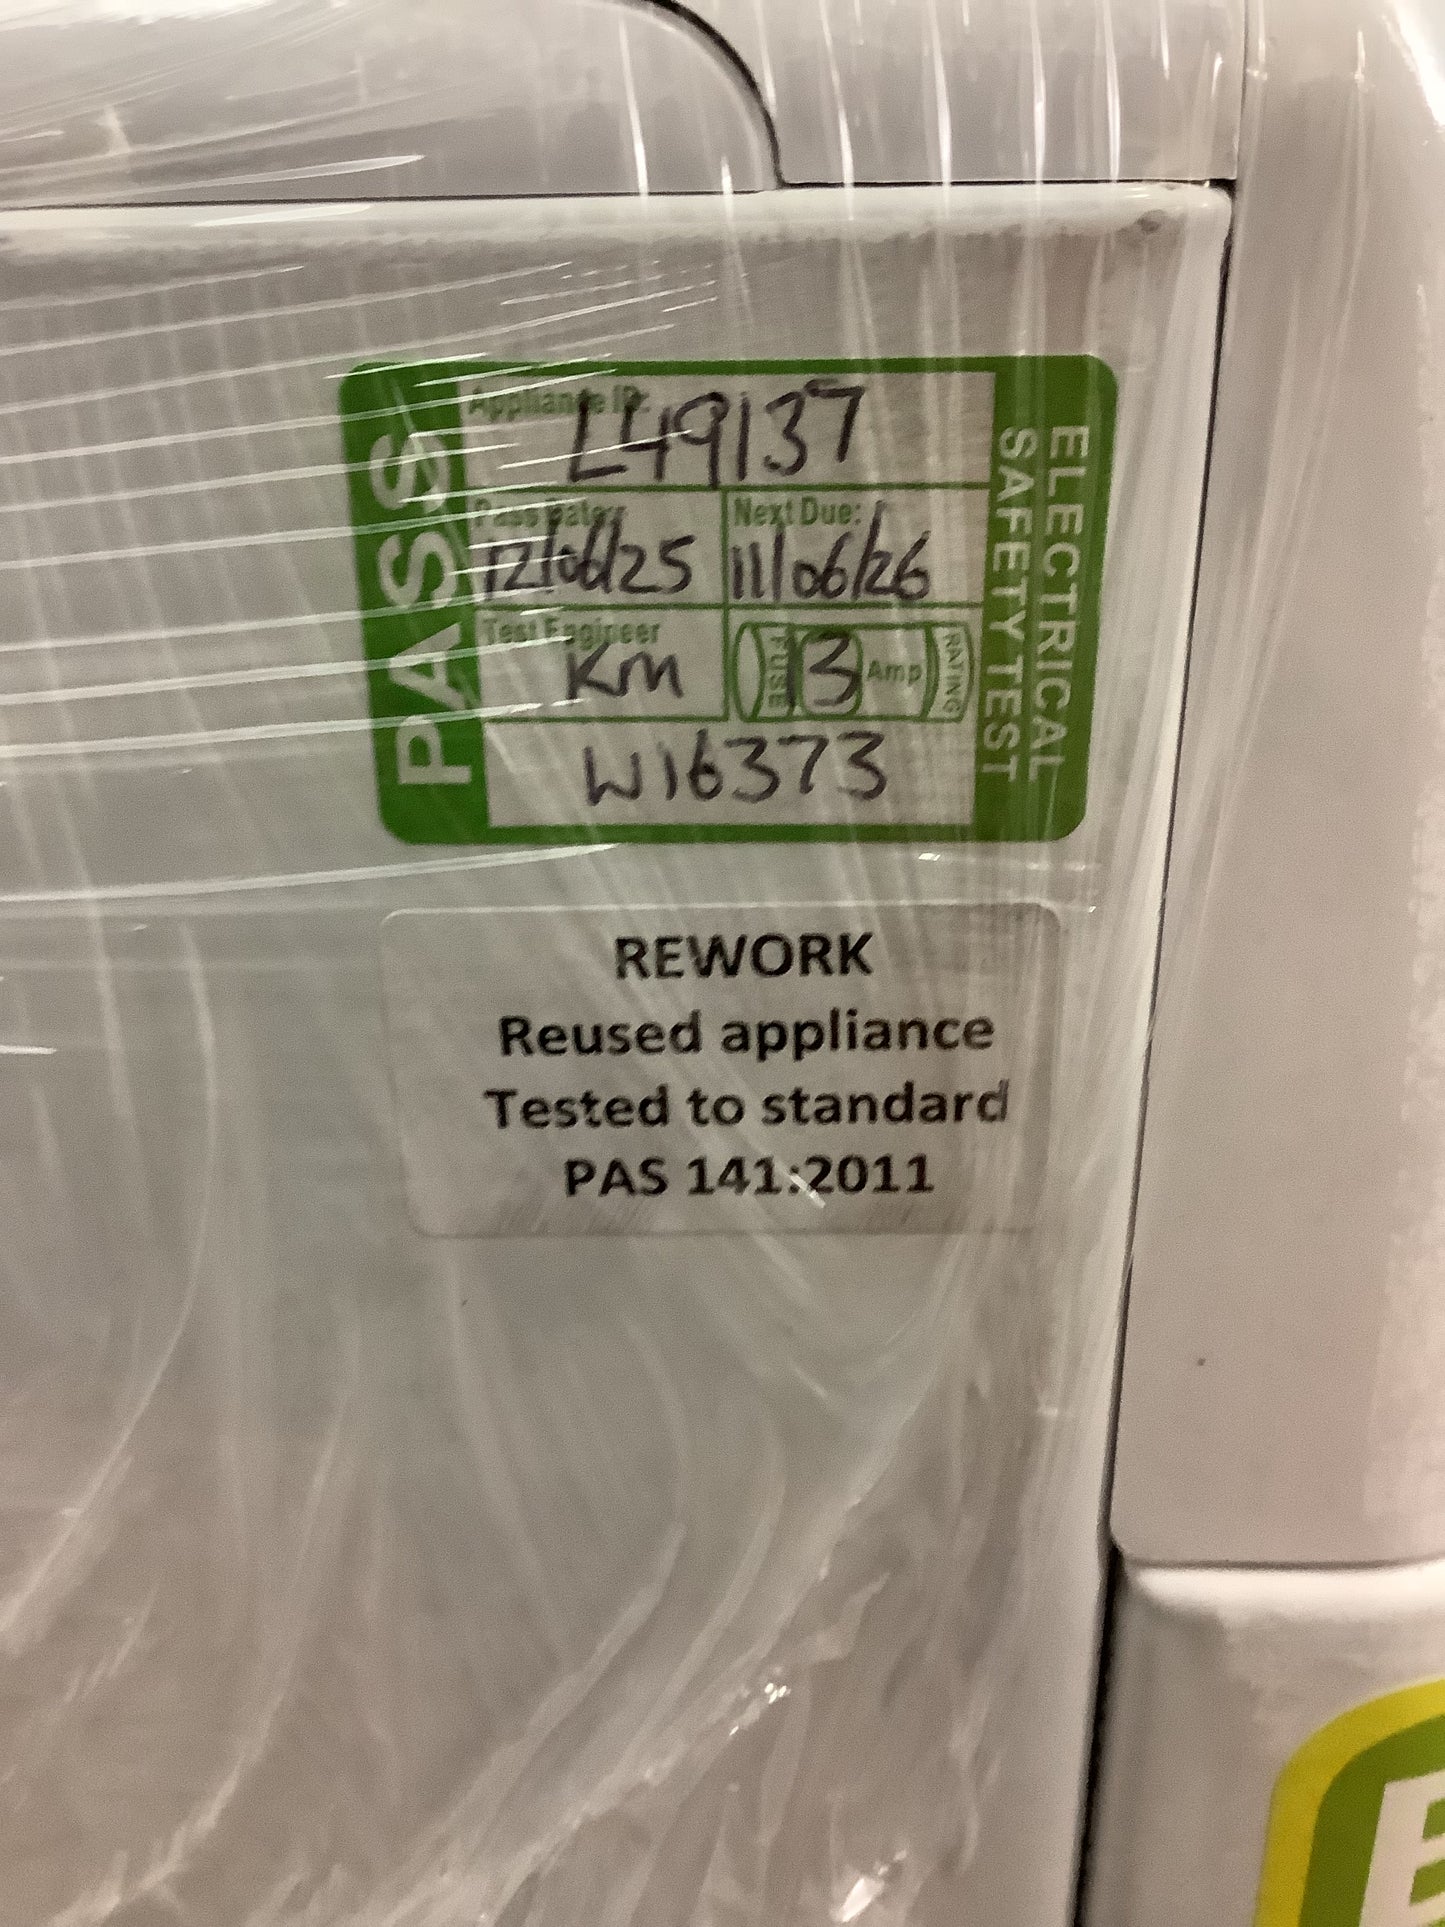 PASS
Appliance ID:
L49137
Pass Date:
Next Due:
12/06/25
11/06/26
Test Engineer
KM
FUSE
13
Amp
RATING
W16373
ELECTRICAL
SAFETY TEST
REWORK
Reused appliance
Tested to standard
PAS 141:2011